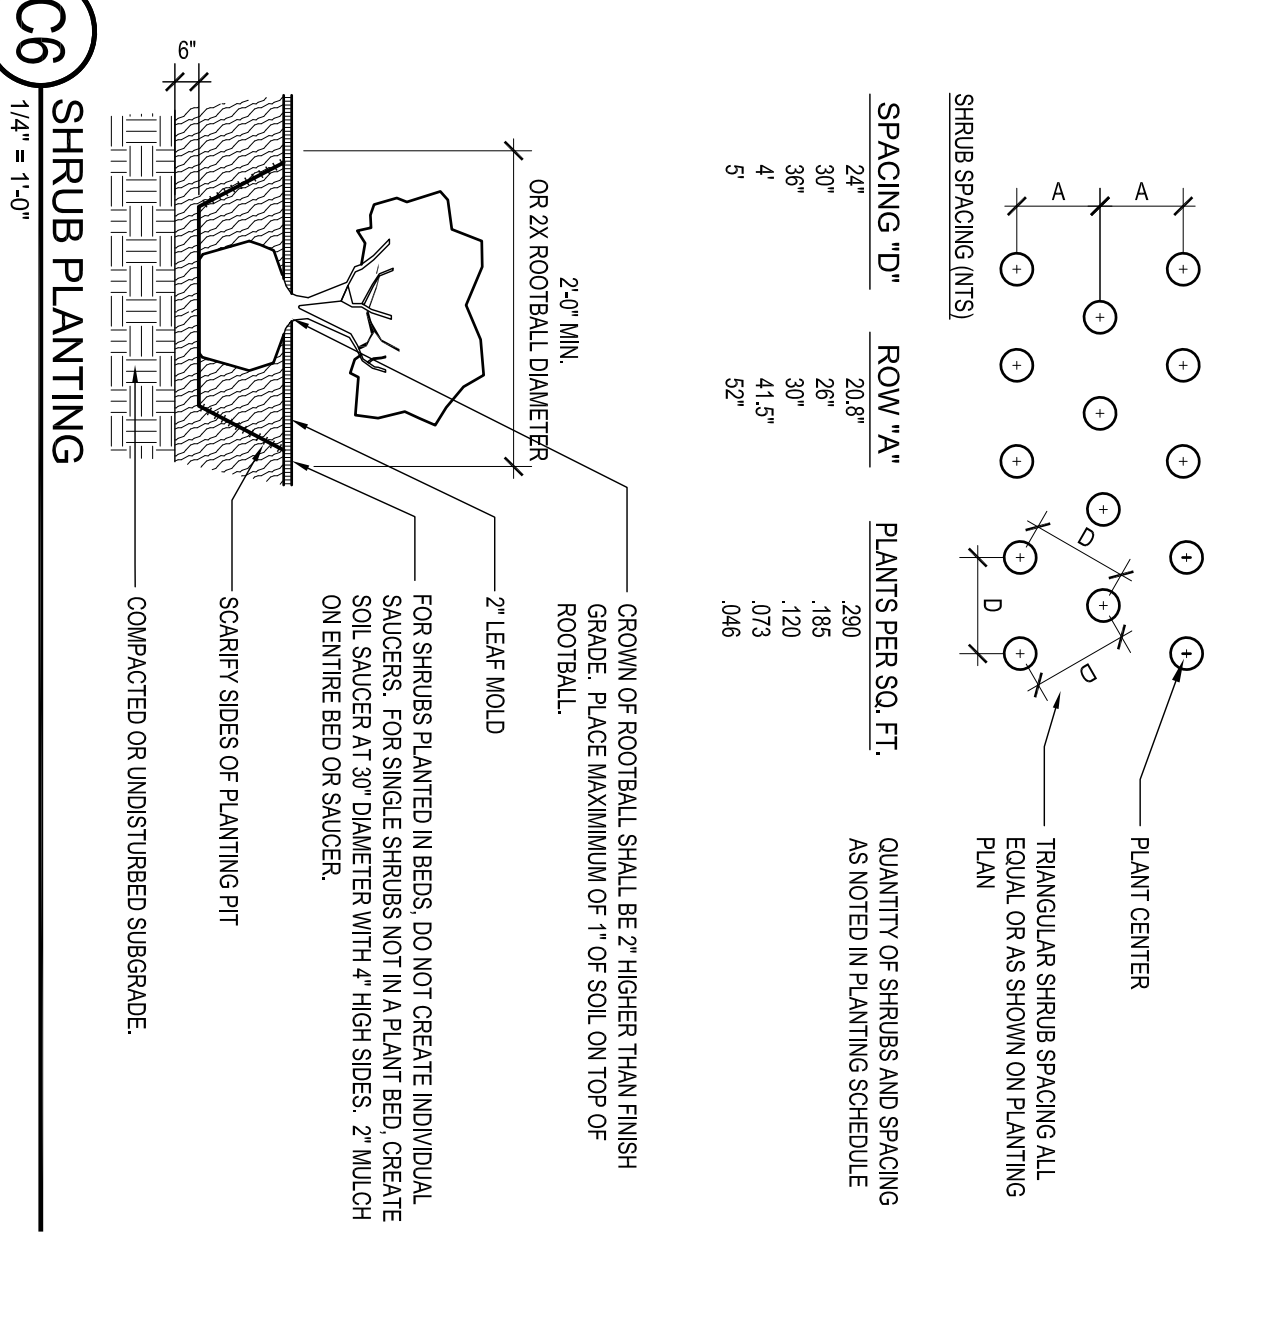 A
A
D
D
D
PLANT CENTER
TRIANGULAR SHRUB SPACING ALL
EQUAL OR AS SHOWN ON PLANTING
PLAN
SHRUB SPACING (NTS)
SPACING "D" ROW "A" PLANTS PER SQ. FT.
24" 20.8" .290
30" 26" .185
36" 30" .120
4' 41.5" .073
5' 52" .046
QUANTITY OF SHRUBS AND SPACING
AS NOTED IN PLANTING SCHEDULE
2'-0" MIN.
OR 2X ROOTBALL DIAMETER
CROWN OF ROOTBALL SHALL BE 2" HIGHER THAN FINISH
GRADE. PLACE MAXIMIMUM OF 1" OF SOIL ON TOP OF
ROOTBALL.
2" LEAF MOLD
FOR SHRUBS PLANTED IN BEDS, DO NOT CREATE INDIVIDUAL
SAUCERS. FOR SINGLE SHRUBS NOT IN A PLANT BED, CREATE
SOIL SAUCER AT 30" DIAMETER WITH 4" HIGH SIDES. 2" MULCH
ON ENTIRE BED OR SAUCER.
SCARIFY SIDES OF PLANTING PIT
6"
COMPACTED OR UNDISTURBED SUBGRADE.
C6 SHRUB PLANTING
1/4" = 1'-0"